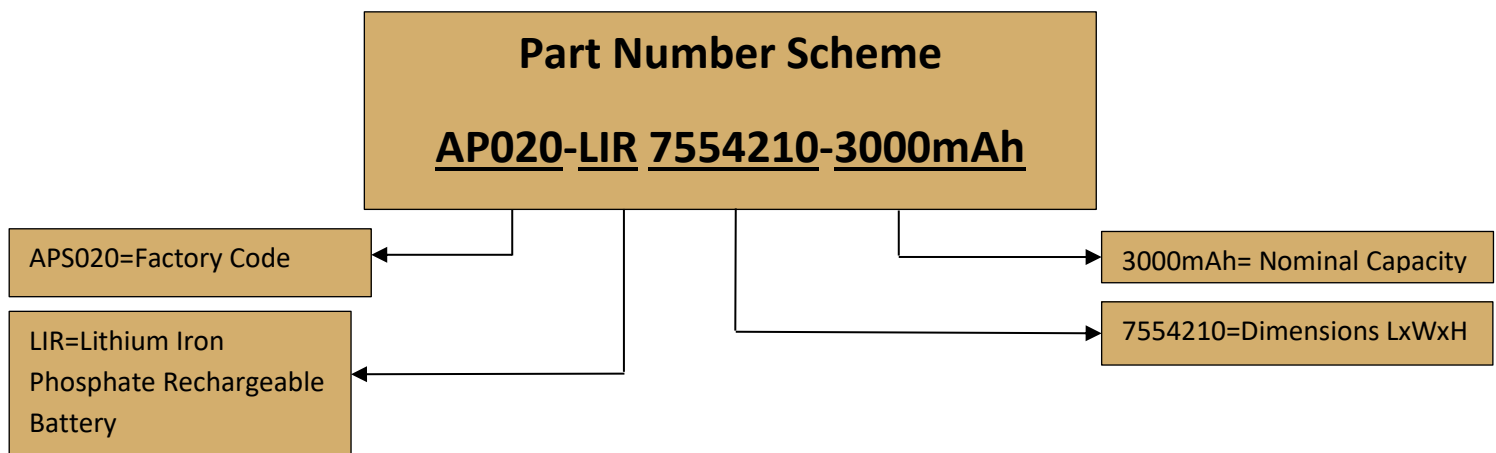 Part Number Scheme
AP020-LIR 7554210-3000mAh
APS020=Factory Code
LIR=Lithium Iron
Phosphate Rechargeable
Battery
3000mAh= Nominal Capacity
7554210=Dimensions LxWxH